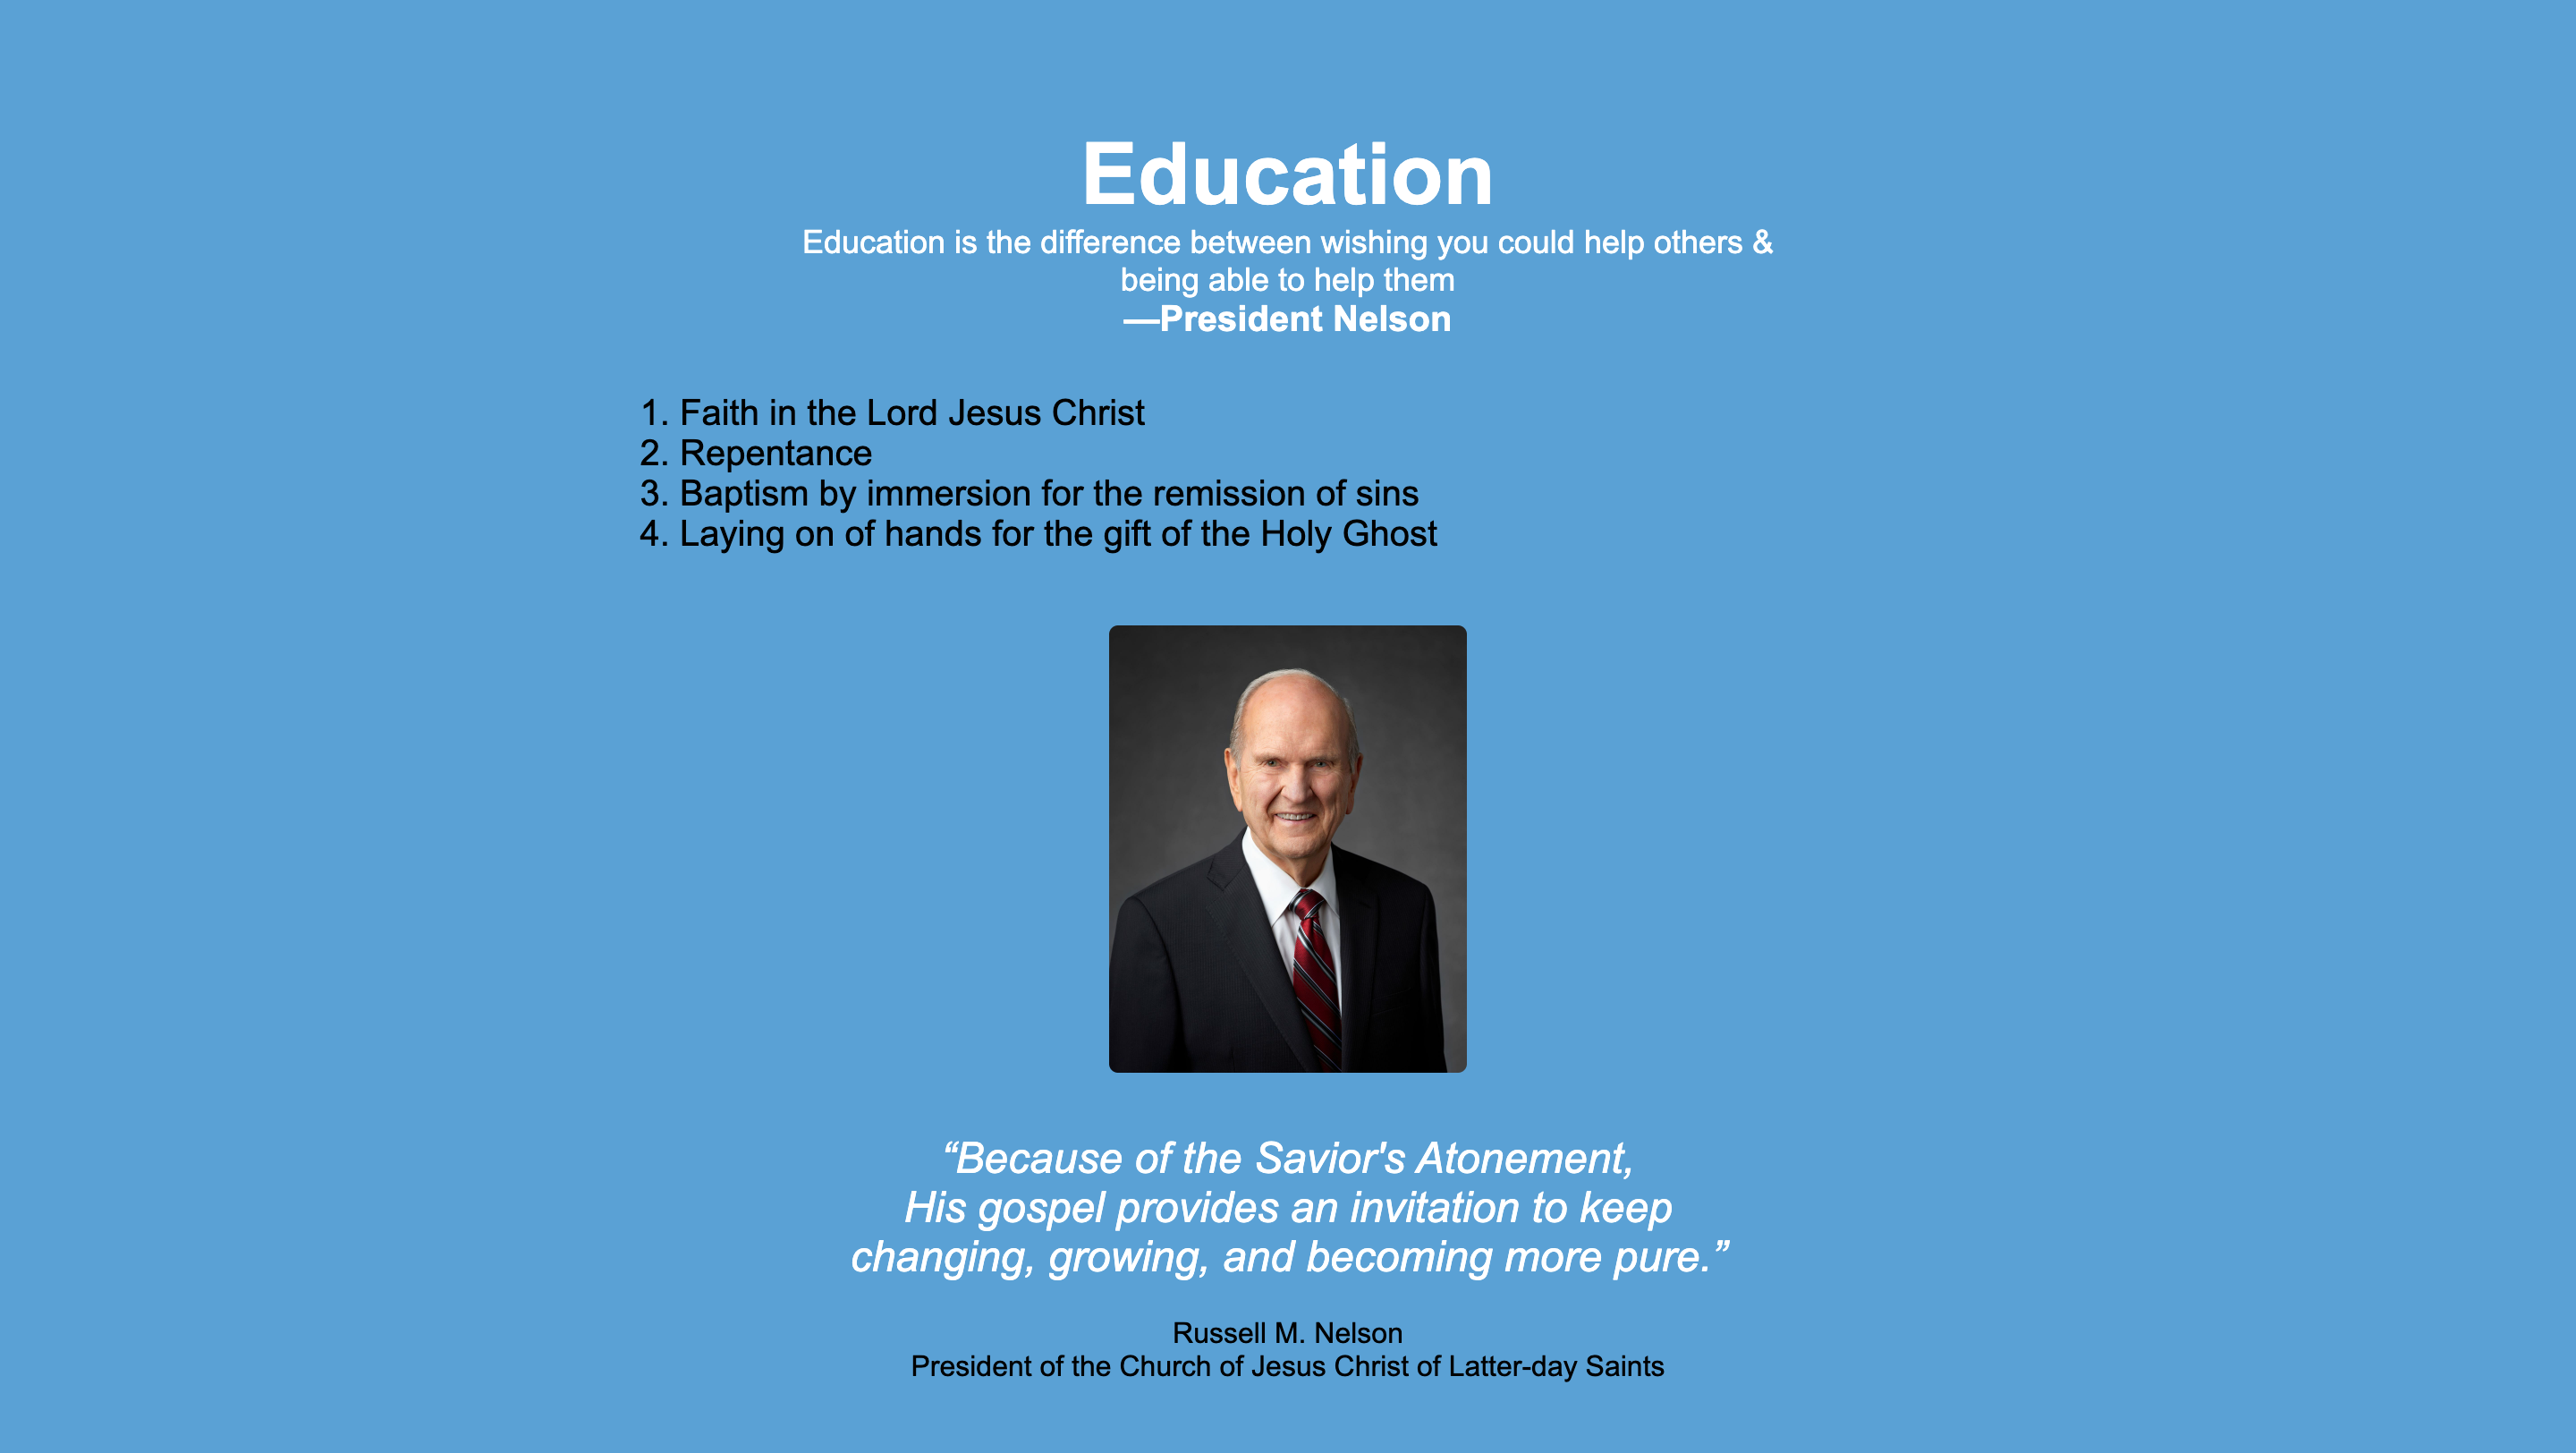 Education
Education is the difference between wishing you could help others &
being able to help them
—President Nelson
1. Faith in the Lord Jesus Christ
2. Repentance
3. Baptism by immersion for the remission of sins
4. Laying on of hands for the gift of the Holy Ghost
“Because of the Savior's Atonement,
His gospel provides an invitation to keep
changing, growing, and becoming more pure.”
Russell M. Nelson
President of the Church of Jesus Christ of Latter-day Saints